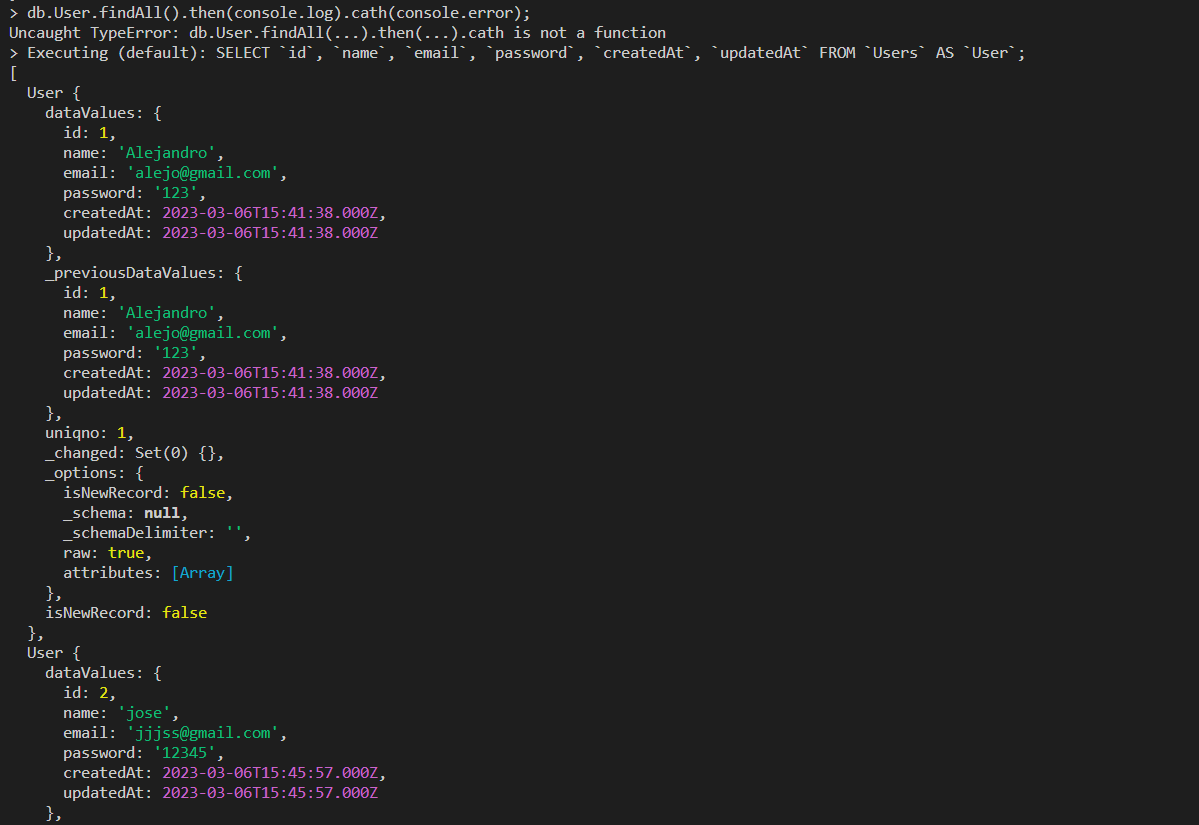 > db.User.findAll().then(console.log).cath(console.error);
Uncaught TypeError: db.User.findAll(...).then(...).cath is not a function
> Executing (default): SELECT `id`, `name`, `email`, `password`, `createdAt`, `updatedAt` FROM `Users` AS `User`;
[
  User {
    dataValues: {
      id: 1,
      name: 'Alejandro',
      email: 'alejo@gmail.com',
      password: '123',
      createdAt: 2023-03-06T15:41:38.000Z,
      updatedAt: 2023-03-06T15:41:38.000Z
    },
    _previousDataValues: {
      id: 1,
      name: 'Alejandro',
      email: 'alejo@gmail.com',
      password: '123',
      createdAt: 2023-03-06T15:41:38.000Z,
      updatedAt: 2023-03-06T15:41:38.000Z
    },
    uniqno: 1,
    _changed: Set(0) {},
    _options: {
      isNewRecord: false,
      _schema: null,
      _schemaDelimiter: '',
      raw: true,
      attributes: [Array]
    },
    isNewRecord: false
  },
  User {
    dataValues: {
      id: 2,
      name: 'jose',
      email: 'jjjss@gmail.com',
      password: '12345',
      createdAt: 2023-03-06T15:45:57.000Z,
      updatedAt: 2023-03-06T15:45:57.000Z
    },